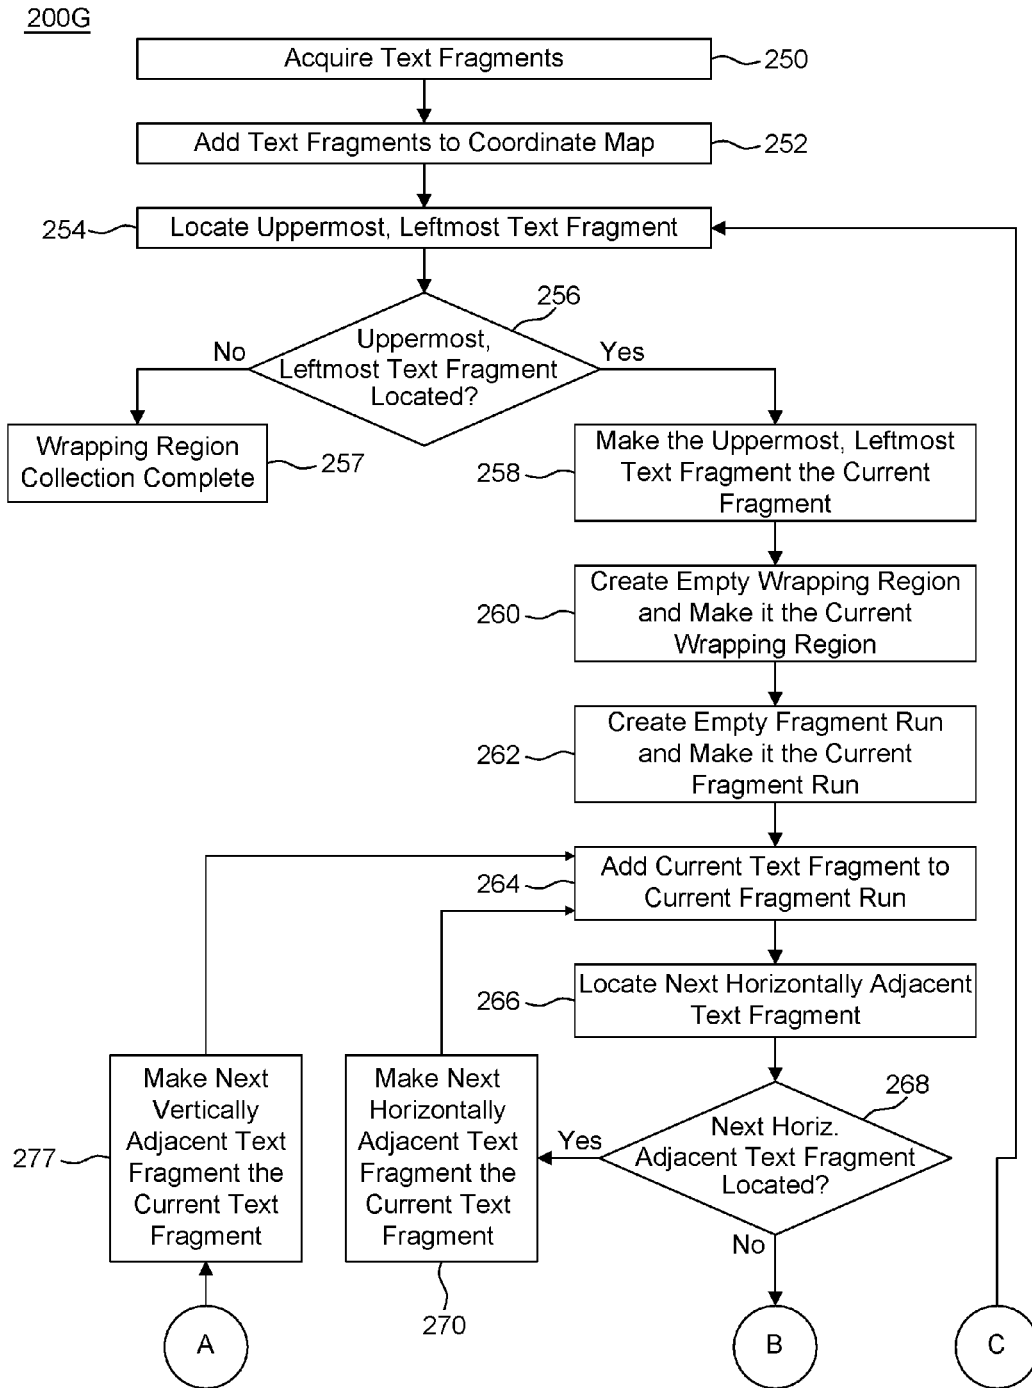 200G
Acquire Text Fragments
250
Add Text Fragments to Coordinate Map
252
254
Locate Uppermost, Leftmost Text Fragment
256
Uppermost,
Leftmost Text Fragment
Located?
No
Yes
Wrapping Region
Collection Complete
257
258
Make the Uppermost, Leftmost
Text Fragment the Current
Fragment
260
Create Empty Wrapping Region
and Make it the Current
Wrapping Region
262
Create Empty Fragment Run
and Make it the Current
Fragment Run
264
Add Current Text Fragment to
Current Fragment Run
266
Locate Next Horizontally Adjacent
Text Fragment
268
Next Horiz.
Adjacent Text Fragment
Located?
Yes
No
277
Make Next
Vertically
Adjacent Text
Fragment the
Current Text
Fragment
Make Next
Horizontally
Adjacent Text
Fragment the
Current Text
Fragment
270
A
B
C